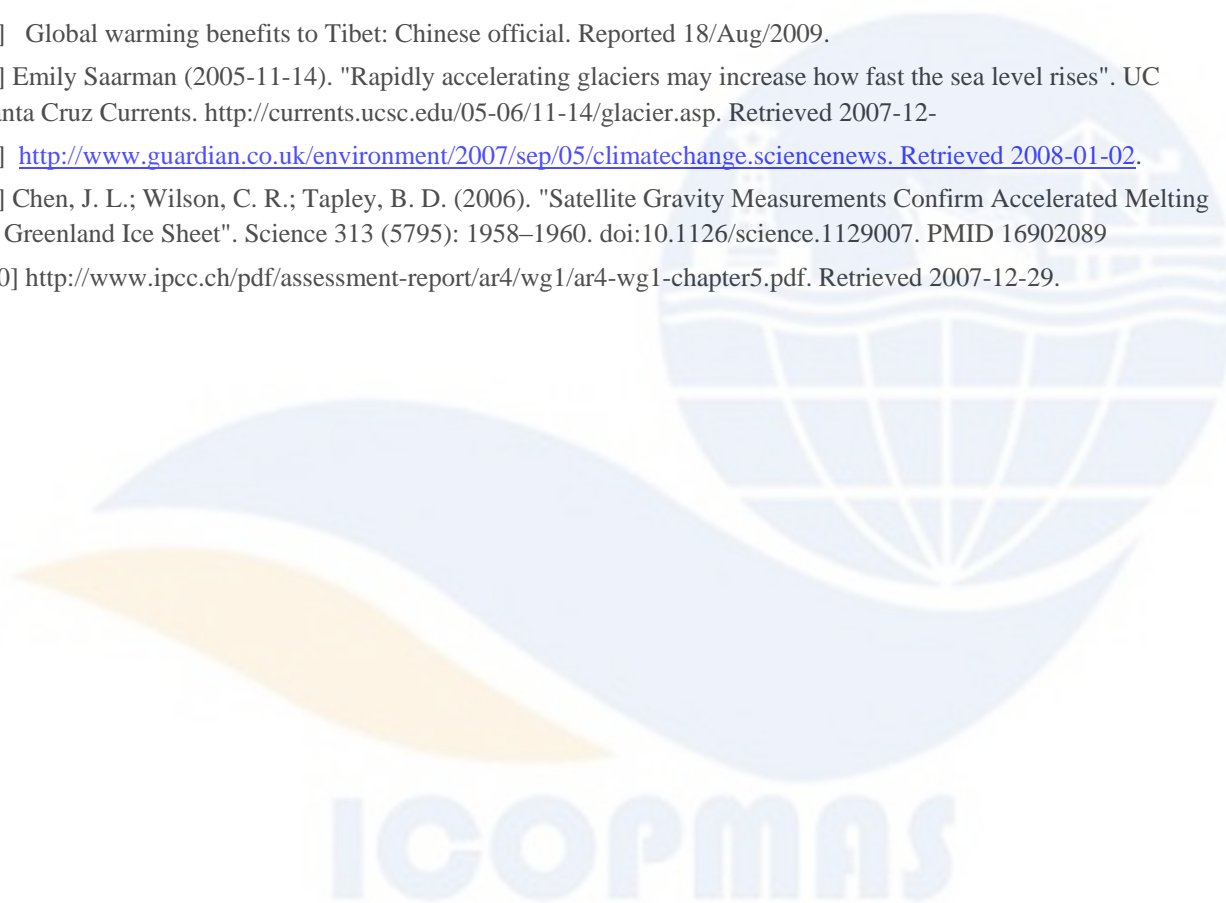 ] Global warming benefits to Tibet: Chinese official. Reported 18/Aug/2009.
] Emily Saarman (2005-11-14). "Rapidly accelerating glaciers may increase how fast the sea level rises". UC
anta Cruz Currents. http://currents.ucsc.edu/05-06/11-14/glacier.asp. Retrieved 2007-12-
] http://www.guardian.co.uk/environment/2007/sep/05/climatechange.sciencenews. Retrieved 2008-01-02.
] Chen, J. L.; Wilson, C. R.; Tapley, B. D. (2006). "Satellite Gravity Measurements Confirm Accelerated Melting
Greenland Ice Sheet". Science 313 (5795): 1958–1960. doi:10.1126/science.1129007. PMID 16902089
0] http://www.ipcc.ch/pdf/assessment-report/ar4/wg1/ar4-wg1-chapter5.pdf. Retrieved 2007-12-29.
ICOPMAS